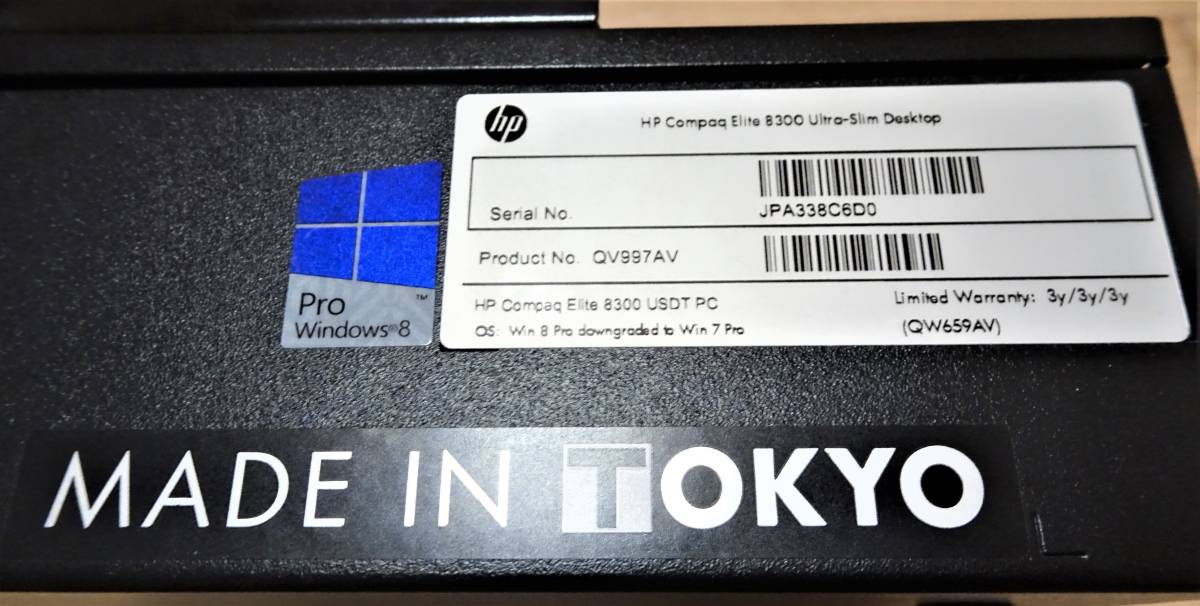 hp
HP Compaq Elite 8300 Ultra-Slim Desktop
Serial No.
JPA338C6D0
Product No. QV997AV
HP Compaq Elite 8300 USDT PC
Limited Warranty: 3y/3y/3y
OS: Win 8 Pro downgraded to Win 7 Pro
(QW659AV)
Pro ™
Windows®8
MADE IN TOKYO